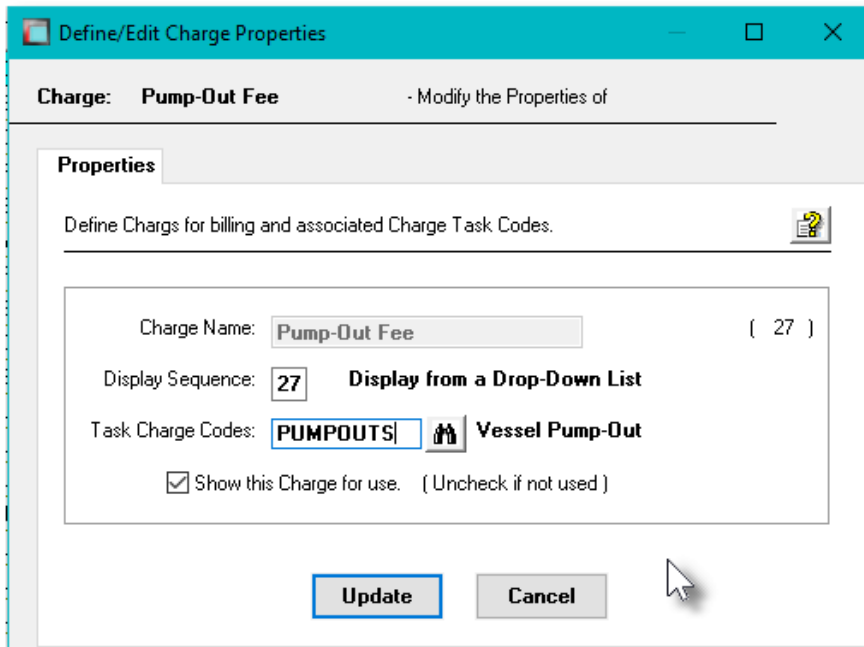 Define/Edit Charge Properties
Charge: Pump-Out Fee - Modify the Properties of
Properties
Define Chargs for billing and associated Charge Task Codes.
Charge Name: Pump-Out Fee ( 27 )
Display Sequence: 27 Display from a Drop-Down List
Task Charge Codes: PUMPOUTS Vessel Pump-Out
Show this Charge for use. ( Uncheck if not used )
Update Cancel